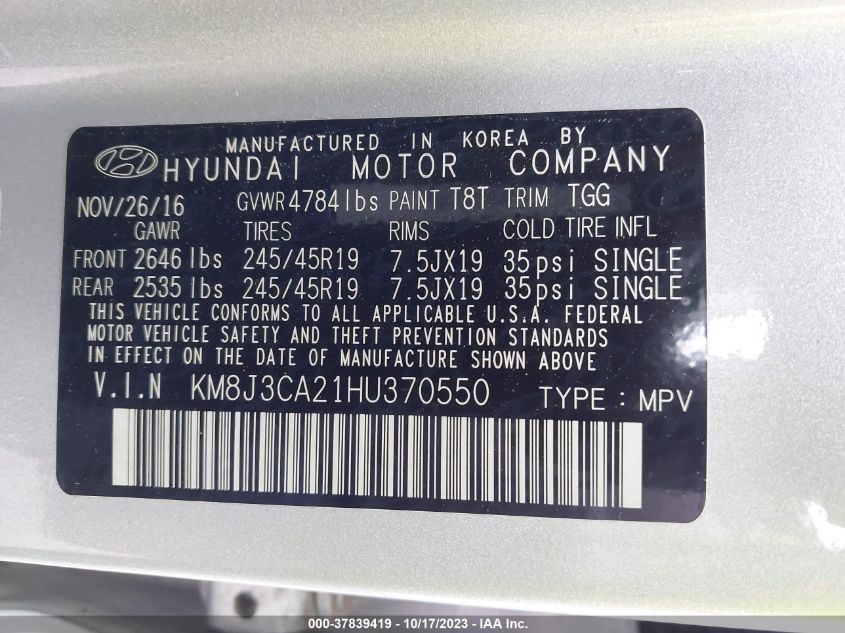 MANUFACTURED IN KOREA BY
HYUNDAI MOTOR COMPANY
NOV/26/16 GVWR 4784lbs PAINT T8T TRIM TGG
GAWR TIRES RIMS COLD TIRE INFL
FRONT 2646 lbs 245/45R19 7.5JX19 35psi SINGLE
REAR 2535 lbs 245/45R19 7.5JX19 35psi SINGLE
THIS VEHICLE CONFORMS TO ALL APPLICABLE U.S.A. FEDERAL
MOTOR VEHICLE SAFETY AND THEFT PREVENTION STANDARDS
IN EFFECT ON THE DATE OF MANUFACTURE SHOWN ABOVE
V.I.N KM8J3CA21HU370550 TYPE : MPV
000-37839419 - 10/17/2023 - IAA Inc.